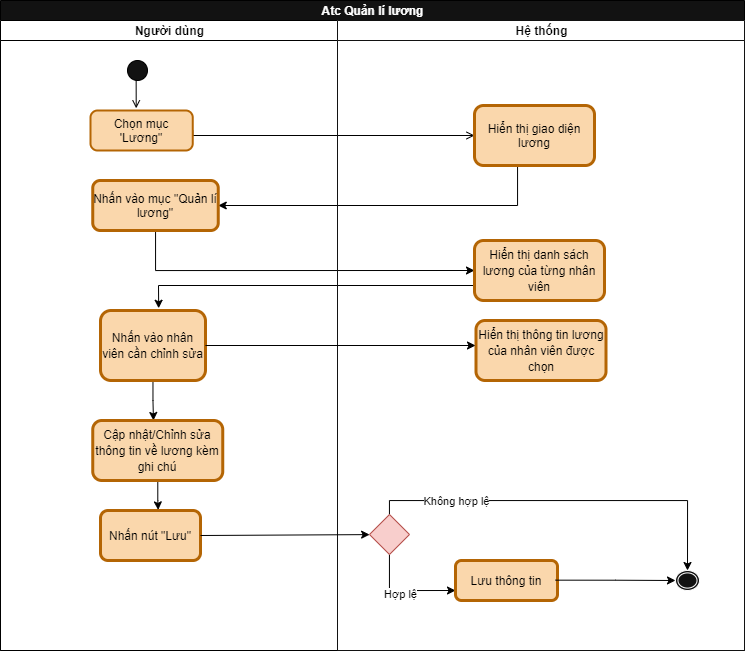 Atc Quản lí lương
Người dùng
Hệ thống
Chọn mục
'Lương"
Hiển thị giao diện
lương
Nhấn vào mục "Quản lí
lương"
Hiển thị danh sách
lương của từng nhân
viên
Nhấn vào nhân
viên cần chỉnh sửa
Hiển thị thông tin lương
của nhân viên được
chọn
Cập nhật/Chỉnh sửa
thông tin về lương kèm
ghi chú
Không hợp lệ
Nhấn nút "Lưu"
Lưu thông tin
Hợp lệ